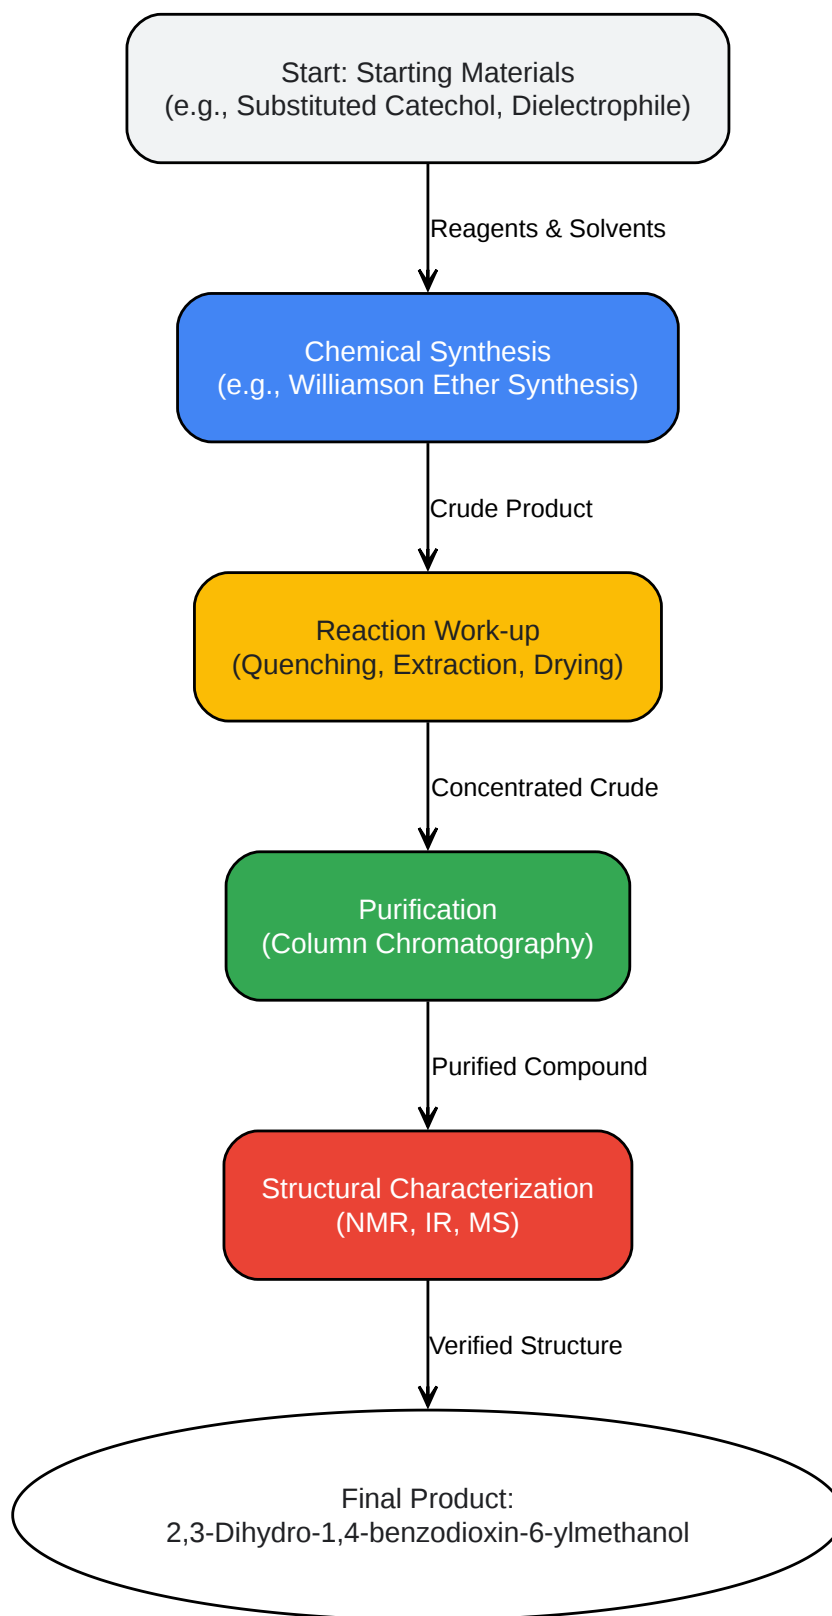 Start: Starting Materials
(e.g., Substituted Catechol, Dielectrophile)
Reagents & Solvents
Chemical Synthesis
(e.g., Williamson Ether Synthesis)
Crude Product
Reaction Work-up
(Quenching, Extraction, Drying)
Concentrated Crude
Purification
(Column Chromatography)
Purified Compound
Structural Characterization
(NMR, IR, MS)
Verified Structure
Final Product:
2,3-Dihydro-1,4-benzodioxin-6-ylmethanol